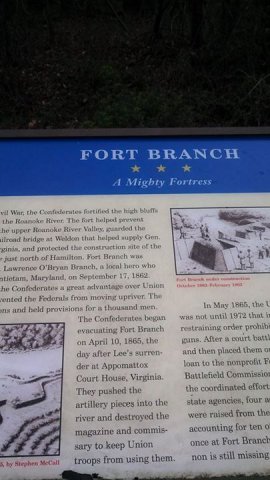 FORT BRANCH
A Mighty Fortress
ivil War, the Confederates fortified the high bluffs
the Roanoke River. The fort helped prevent
the upper Roanoke River Valley, guarded the
ailroad bridge at Weldon that helped supply Gen.
rginia, and protected the construction site of the
r just north of Hamilton. Fort Branch was
. Lawrence O'Bryan Branch, a local hero who
ntietam, Maryland, on September 17, 1862.
the Confederates a great advantage over Union
vented the Federals from moving upriver. The
ons and held provisions for a thousand men.
Fort Branch under construction
October 1862-February 1863
The Confederates began
evacuating Fort Branch
on April 10, 1865, the
day after Lee's surren-
der at Appomattox
Court House, Virginia.
They pushed the
artillery pieces into the
river and destroyed the
magazine and commis-
sary to keep Union
troops from using them.
5, by Stephen McCall
In May 1865, the U
was not until 1972 that in
restraining order prohib
guns. After a court battl
and then placed them on
loan to the nonprofit Fo
Battlefield Commission
the coordinated effort
state agencies, four a
were raised from the
accounting for ten o
once at Fort Branch
non is still missing